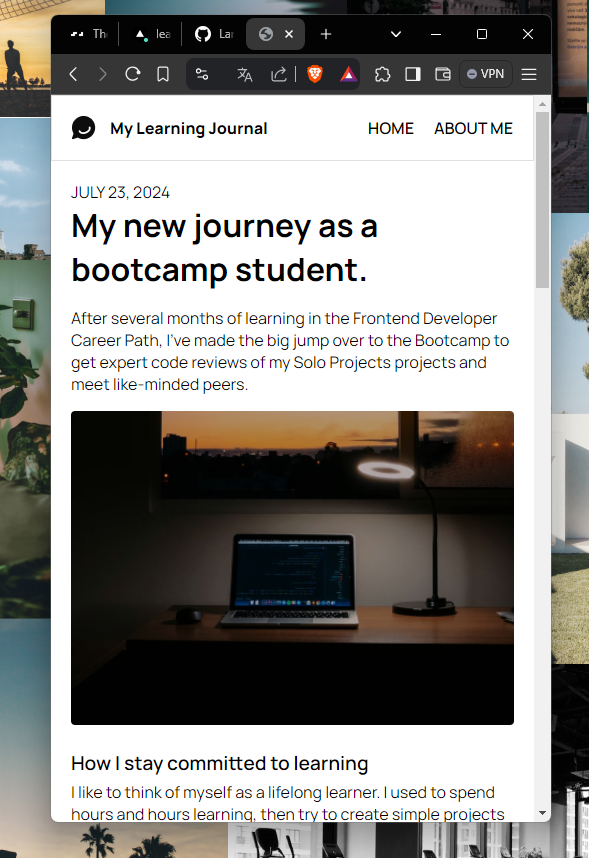 The
lea
Lar
VPN
My Learning Journal
HOME
ABOUT ME
JULY 23, 2024
My new journey as a
bootcamp student.
After several months of learning in the Frontend Developer
Career Path, I've made the big jump over to the Bootcamp to
get expert code reviews of my Solo Projects projects and
meet like-minded peers.
How I stay committed to learning
I like to think of myself as a lifelong learner. I used to spend
hours and hours learning, then try to create simple projects